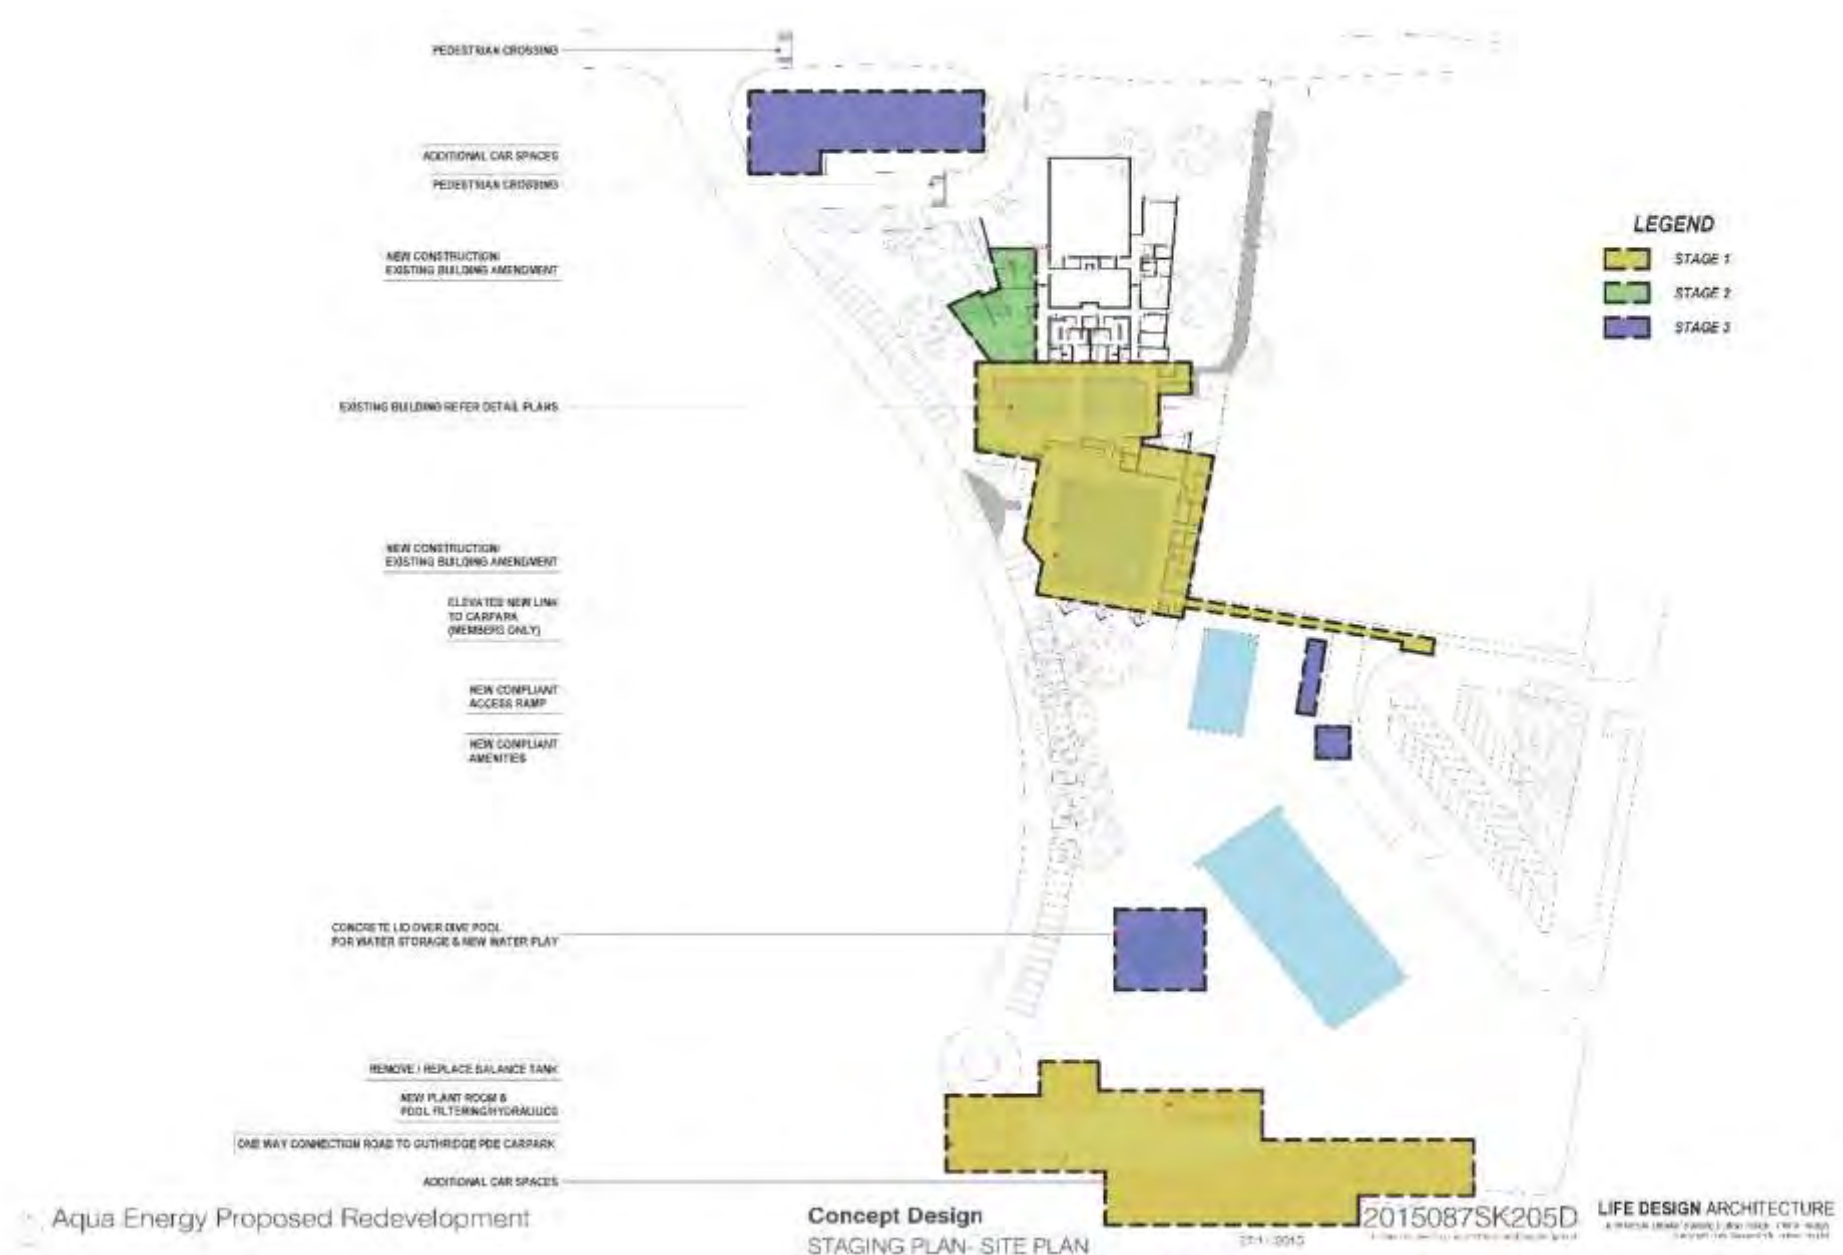 PEDESTRIAN CROSSING
ADDITIONAL CAR SPACES
PEDESTRIAN CROSSING
NEW CONSTRUCTION/
EXISTING BUILDING AMENDMENT
EXISTING BUILDING REFER DETAIL PLANS
NEW CONSTRUCTION/
EXISTING BUILDING AMENDMENT
ELEVATED NEW LINK
TO CARPARK
(MEMBERS ONLY)
NEW COMPLIANT
ACCESS RAMP
NEW COMPLIANT
AMENITIES
CONCRETE LID OVER DIVE POOL
FOR WATER STORAGE & NEW WATER PLAY
REMOVE / REPLACE BALANCE TANK
NEW PLANT ROOM &
POOL FILTERING/HYDRAULICS
ONE WAY CONNECTION ROAD TO GUTHRIDGE PDE CARPARK
ADDITIONAL CAR SPACES
LEGEND
STAGE 1
STAGE 2
STAGE 3
Aqua Energy Proposed Redevelopment
Concept Design
STAGING PLAN- SITE PLAN
2015087SK205D
LIFE DESIGN ARCHITECTURE